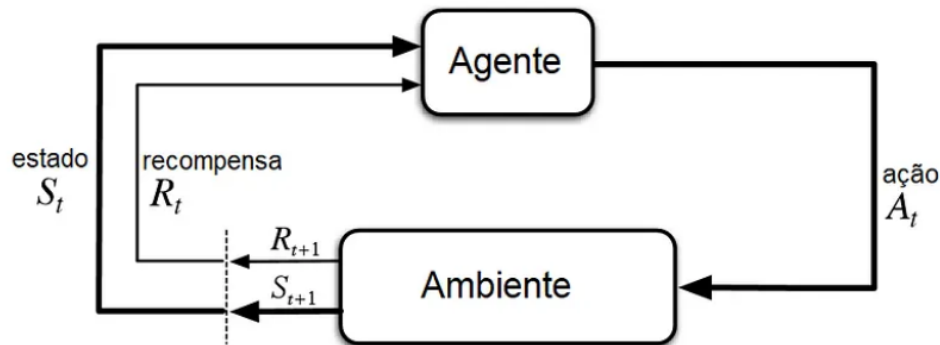 Agente
estado
S_t
recompensa
R_t
ação
A_t
R_{t+1}
S_{t+1}
Ambiente